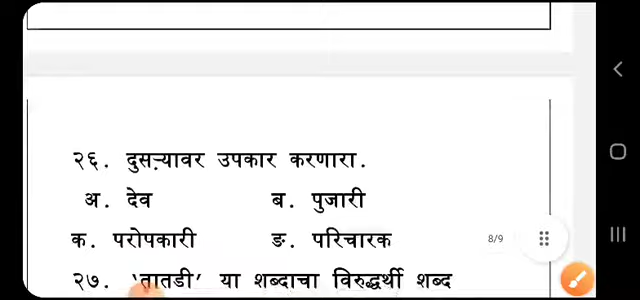 २६. दुसऱ्यावर उपकार करणारा.
अ. देव ब. पुजारी
क. परोपकारी ङ. परिचारक
8/9
२७. 'तातडी' या शब्दाचा विरुद्धर्थी शब्द